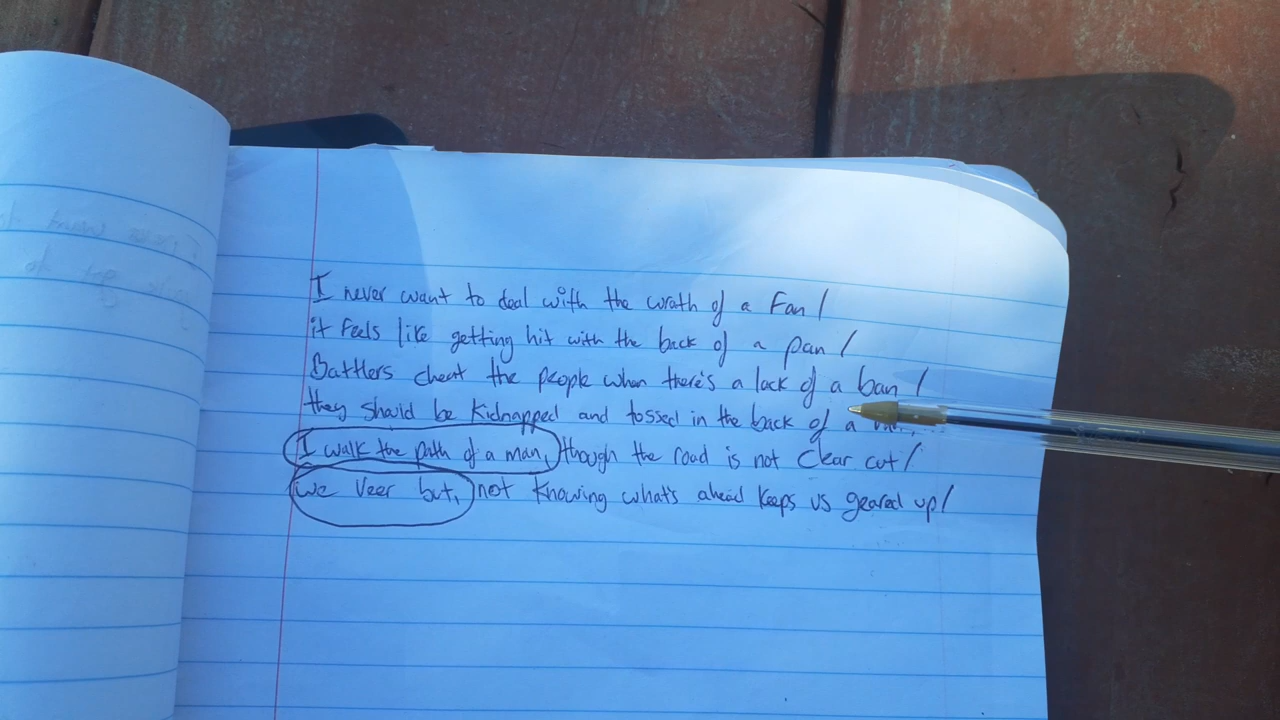 I never want to deal with the wrath of a Fan /
it feels like getting hit with the back of a pan /
Battlers cheat the people when there's a lack of a ban /
they should be kidnapped and tossed in the back of a
I walk the path of a man, though the road is not clear cut /
we veer but, not knowing what's ahead keeps us geared up /